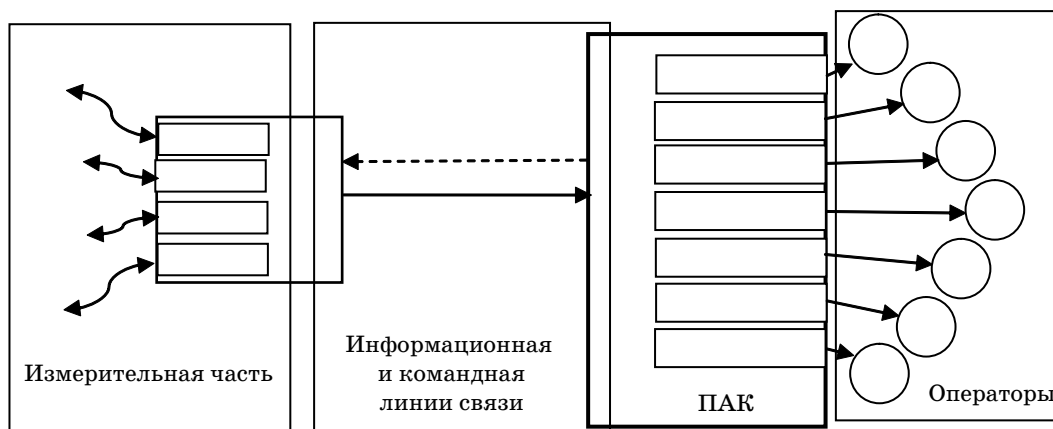 Измерительная часть
Информационная
и командная
линии связи
ПАК
Операторы